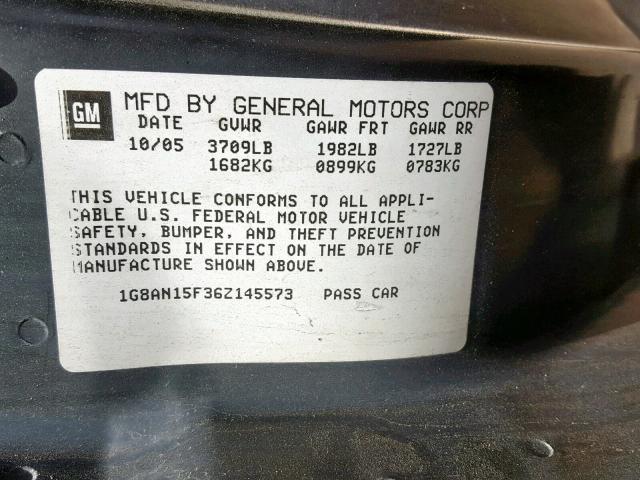 GM MFD BY GENERAL MOTORS CORP
DATE GVWR GAWR FRT GAWR RR
10/05 3709LB 1982LB 1727LB
1682KG 0899KG 0783KG
THIS VEHICLE CONFORMS TO ALL APPLI-
CABLE U.S. FEDERAL MOTOR VEHICLE
SAFETY, BUMPER, AND THEFT PREVENTION
STANDARDS IN EFFECT ON THE DATE OF
MANUFACTURE SHOWN ABOVE.
1G8AN15F36Z145573 PASS CAR